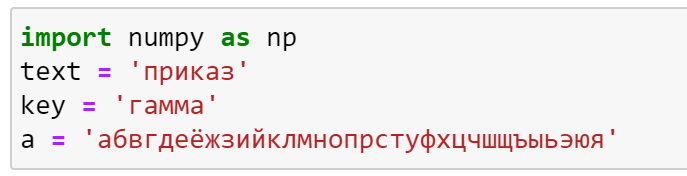 import numpy as np
text = 'приказ'
key = 'гамма'
a = 'абвгдеёжзийклмнопрстуфхцчшщъыьэюя'